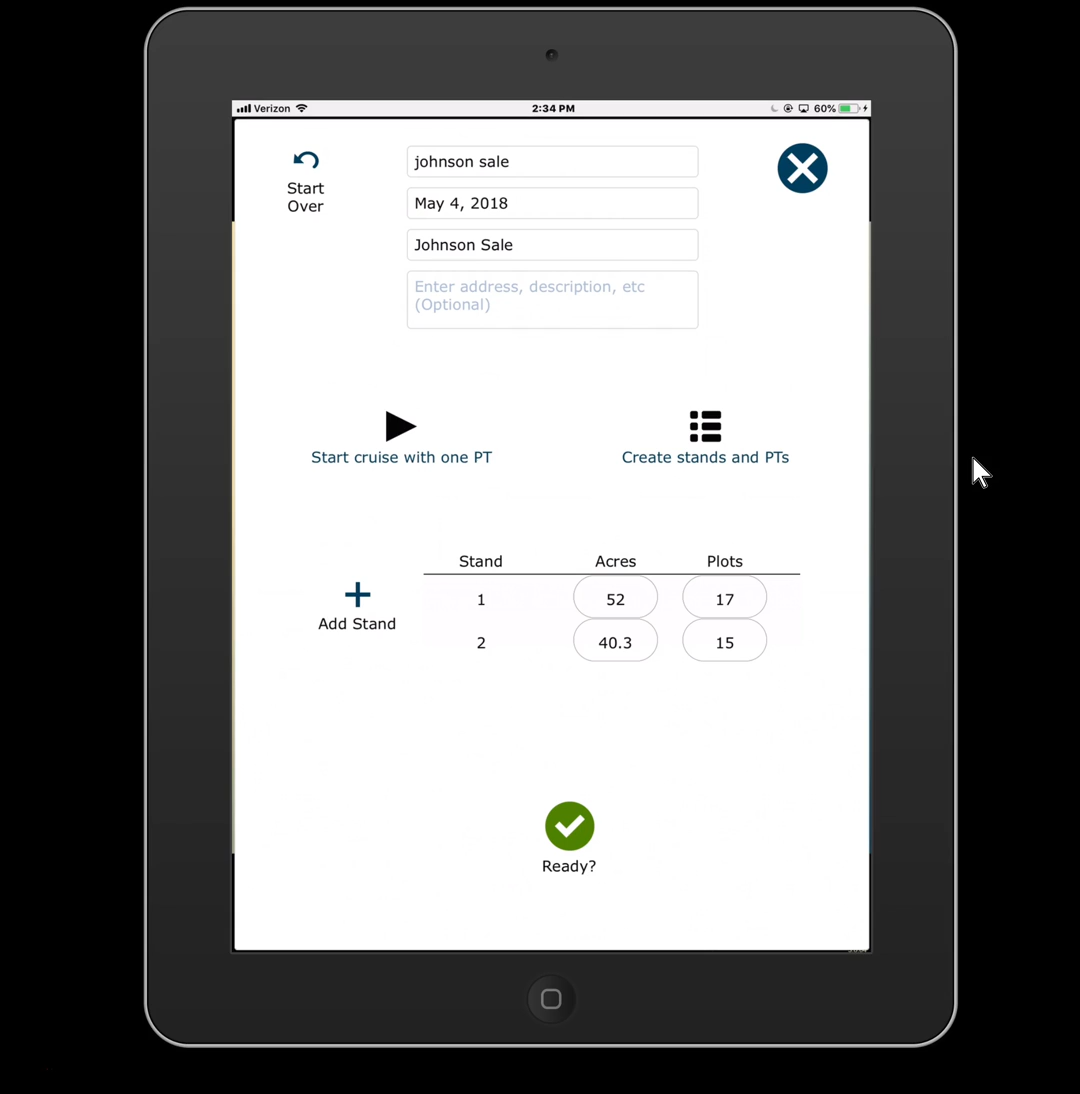 Verizon 2:34 PM 60%
Start
Over
johnson sale
May 4, 2018
Johnson Sale
Enter address, description, etc
(Optional)
Start cruise with one PT
Create stands and PTs
Stand Acres Plots
1 52 17
2 40.3 15
Add Stand
Ready?